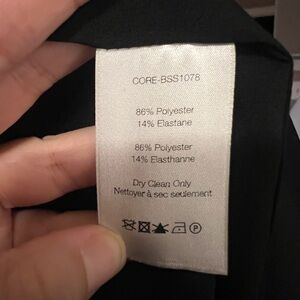 CORE-BSS1078
86% Polyester
14% Elastane
86% Polyester
14% Elasthanne
Dry Clean Only
Nettoyer à sec seulement
P